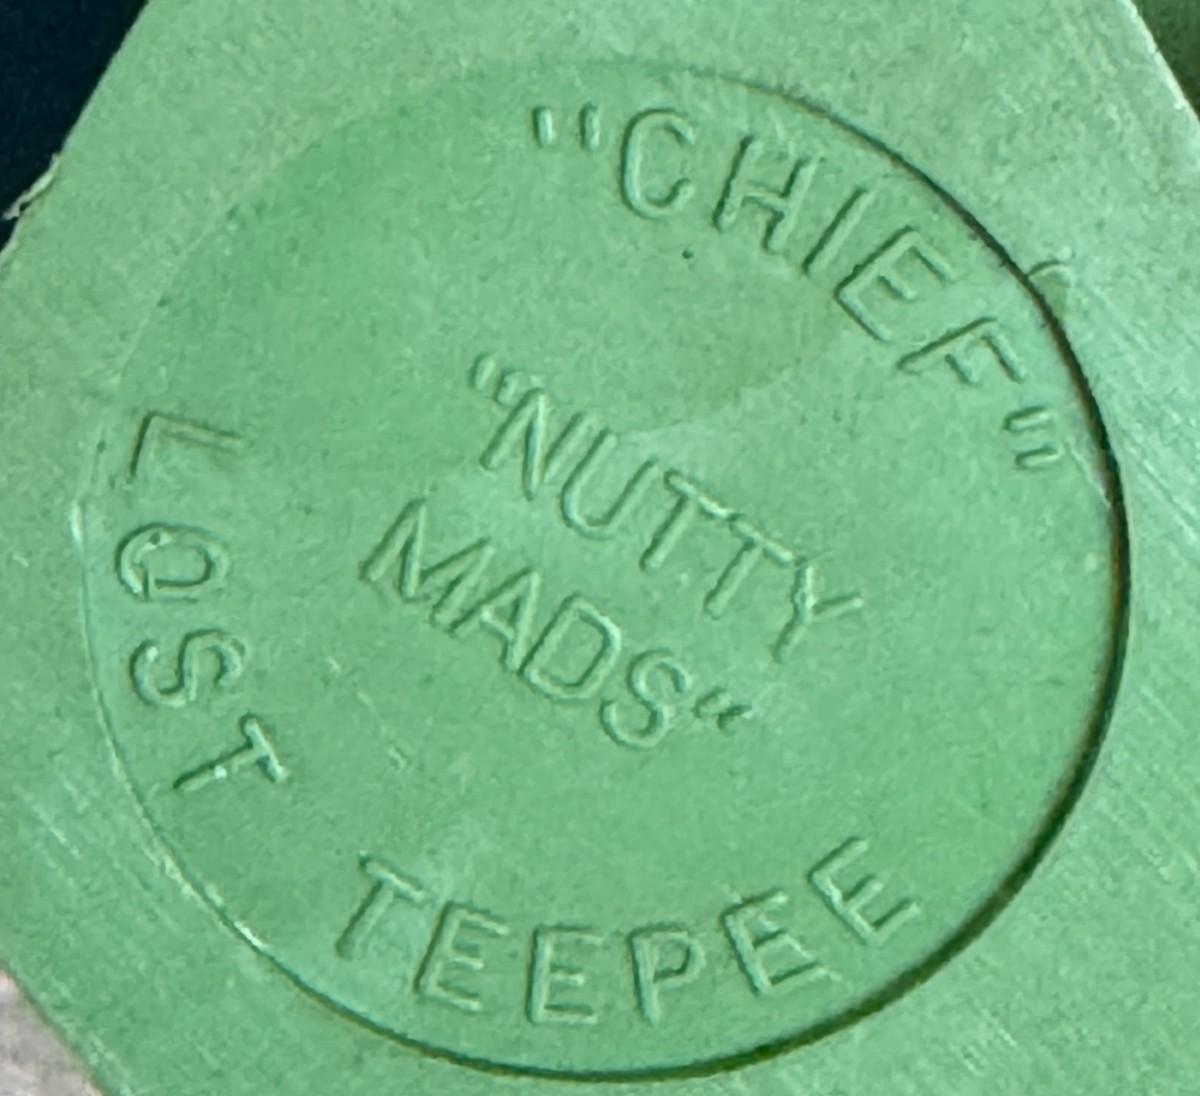 "CHIEF"
"NUTTY
MADS"
LOST TEEPEE